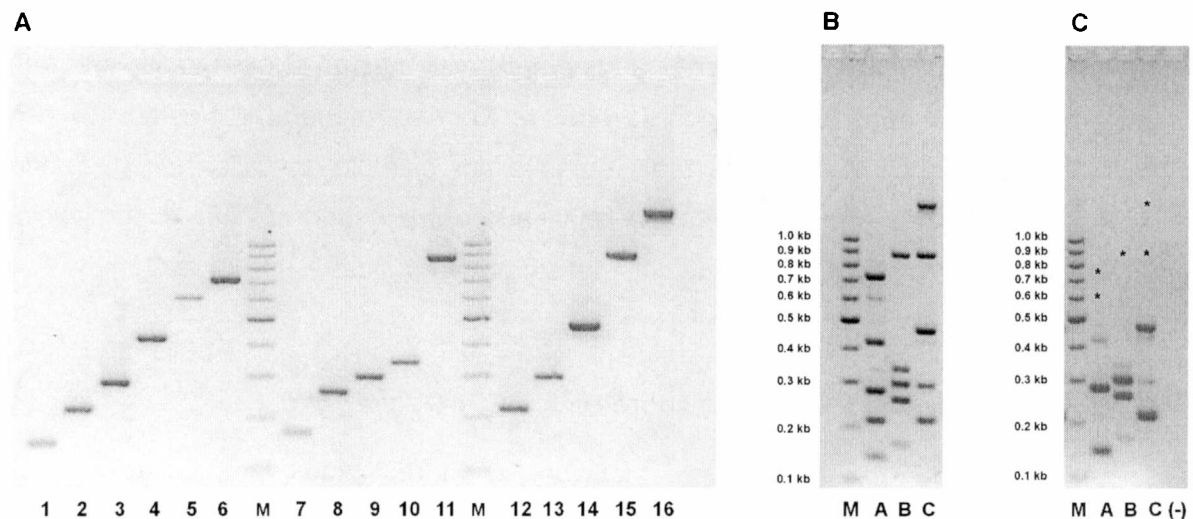 A
B
C
1.0 kb
0.9 kb
0.8 kb
0.7 kb
0.6 kb
0.5 kb
0.4 kb
0.3 kb
0.2 kb
0.1 kb
1.0 kb
0.9 kb
0.8 kb
0.7 kb
0.6 kb
0.5 kb
0.4 kb
0.3 kb
0.2 kb
0.1 kb
* * * * *
1 2 3 4 5 6 M 7 8 9 10 11 M 12 13 14 15 16
M A B C
M A B C (-)